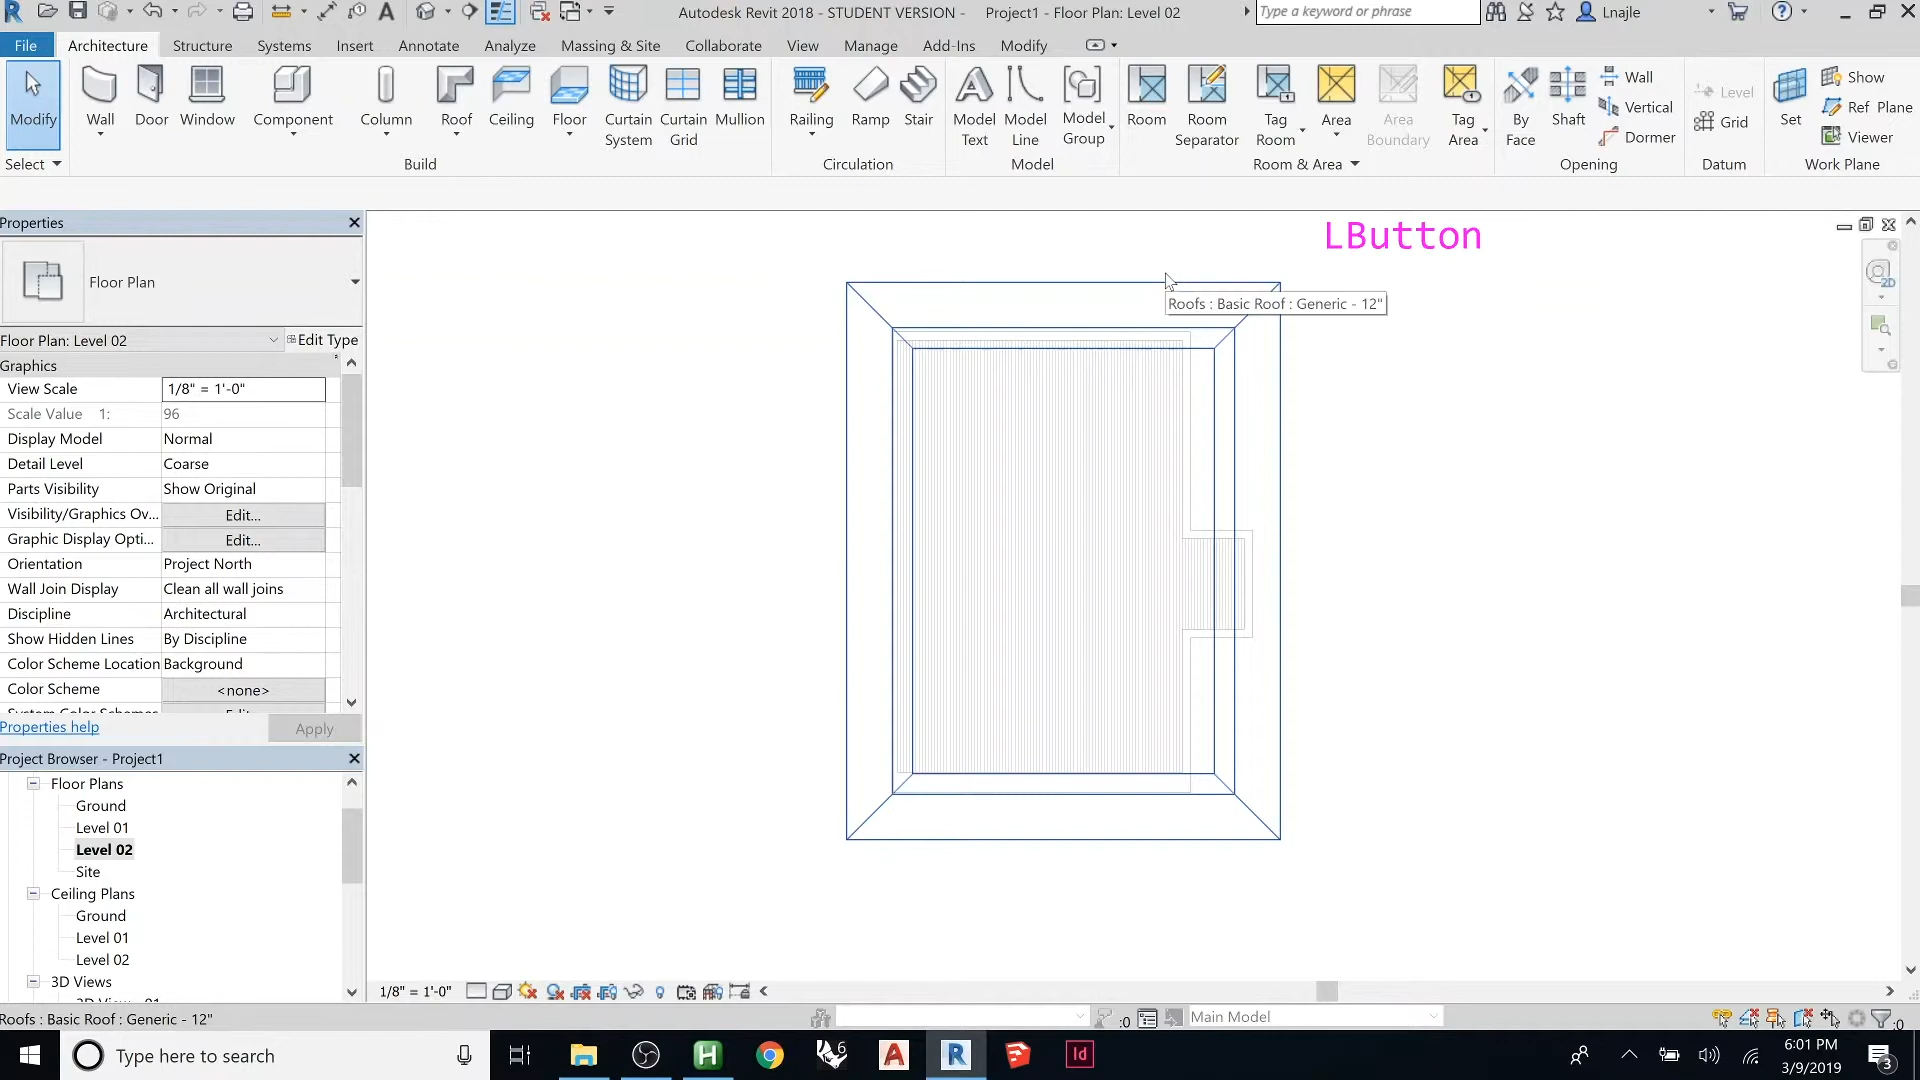 Autodesk Revit 2018 - STUDENT VERSION - Project1 - Floor Plan: Level 02
Type a keyword or phrase
Lnajle
File
Architecture
Structure
Systems
Insert
Annotate
Analyze
Massing & Site
Collaborate
View
Manage
Add-Ins
Modify
Modify
Wall
Door
Window
Component
Column
Roof
Ceiling
Floor
Curtain
System
Curtain
Grid
Mullion
Railing
Ramp
Stair
Model
Text
Model
Line
Model
Group
Room
Room
Separator
Tag
Room
Area
Area
Boundary
Tag
Area
By
Face
Shaft
Wall
Vertical
Dormer
Level
Grid
Set
Show
Ref Plane
Viewer
Select
Build
Circulation
Model
Room & Area
Opening
Datum
Work Plane
Properties
Floor Plan
Floor Plan: Level 02
Edit Type
Graphics
View Scale 1/8" = 1'-0"
Scale Value 1: 96
Display Model Normal
Detail Level Coarse
Parts Visibility Show Original
Visibility/Graphics Ov... Edit...
Graphic Display Opti... Edit...
Orientation Project North
Wall Join Display Clean all wall joins
Discipline Architectural
Show Hidden Lines By Discipline
Color Scheme Location Background
Color Scheme <none>
Properties help
Apply
Project Browser - Project1
Floor Plans
Ground
Level 01
Level 02
Site
Ceiling Plans
Ground
Level 01
Level 02
3D Views
LButton
Roofs : Basic Roof : Generic - 12"
2D
1/8" = 1'-0"
Roofs : Basic Roof : Generic - 12"
:0
Main Model
:0
Type here to search
6
A
R
Id
6:01 PM
3/9/2019
3